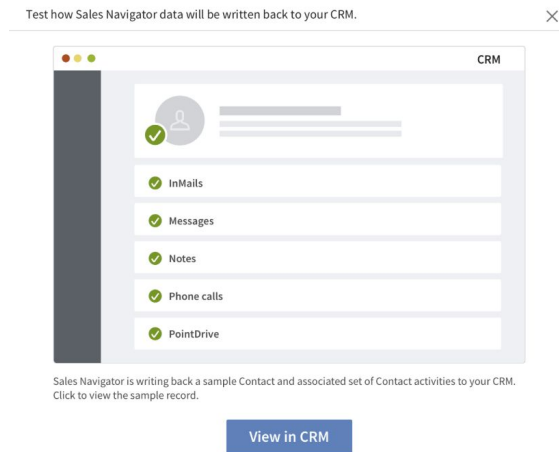 Test how Sales Navigator data will be written back to your CRM.
CRM
InMails
Messages
Notes
Phone calls
PointDrive
Sales Navigator is writing back a sample Contact and associated set of Contact activities to your CRM.
Click to view the sample record.
View in CRM